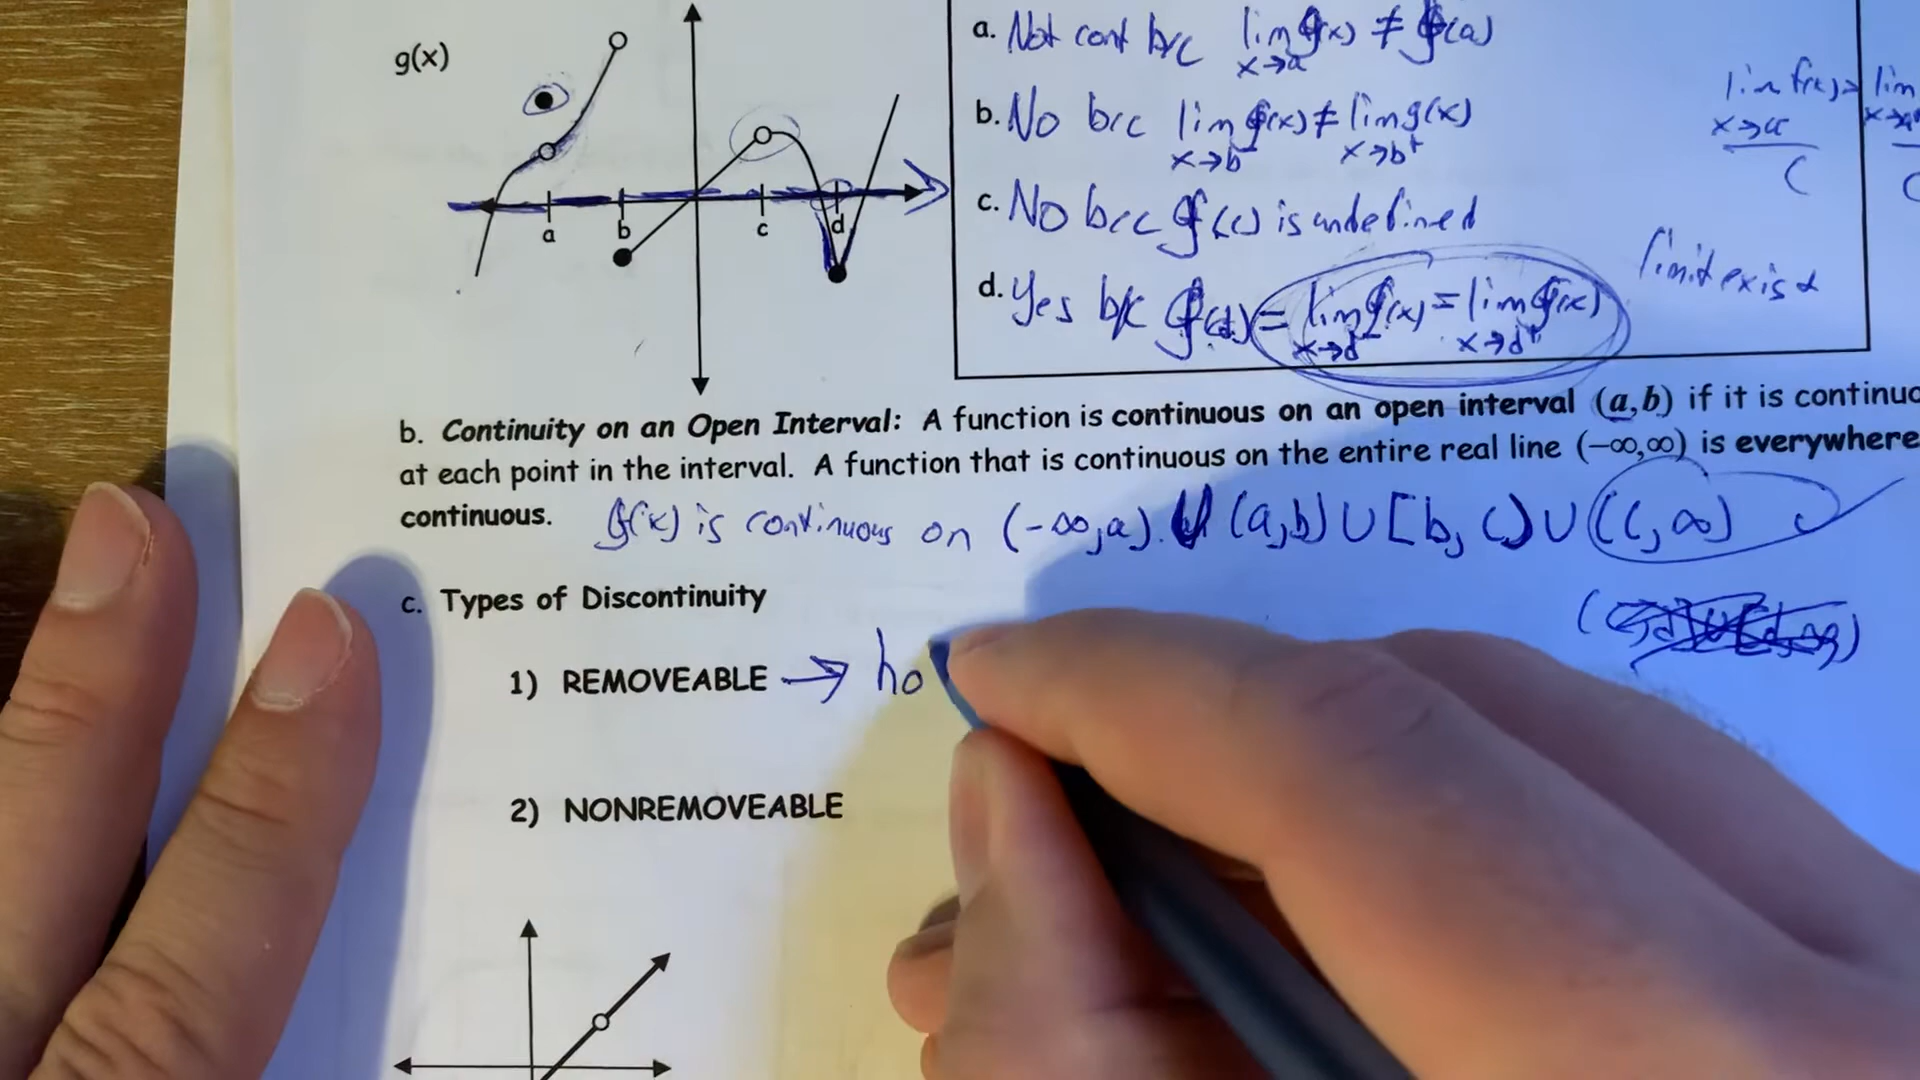 g(x)
a
b
c
d
a. Not cont b/c lim g(x) ≠ g(a)
x→a
b. No b/c lim g(x) ≠ lim g(x)
x→b⁻ x→b⁺
c. No b/c g(c) is undefined
d. Yes b/c g(d) = lim g(x) = lim g(x)
x→d⁻ x→d⁺
lim f(x) = lim
x→a⁻
limit exist
b. Continuity on an Open Interval: A function is continuous on an open interval (a,b) if it is continuo
at each point in the interval. A function that is continuous on the entire real line (−∞,∞) is everywhere
continuous. g(x) is continuous on (-∞,a) ∪ (a,b) ∪ [b, c) ∪ (c, ∞)
c. Types of Discontinuity
1) REMOVEABLE → ho
2) NONREMOVEABLE